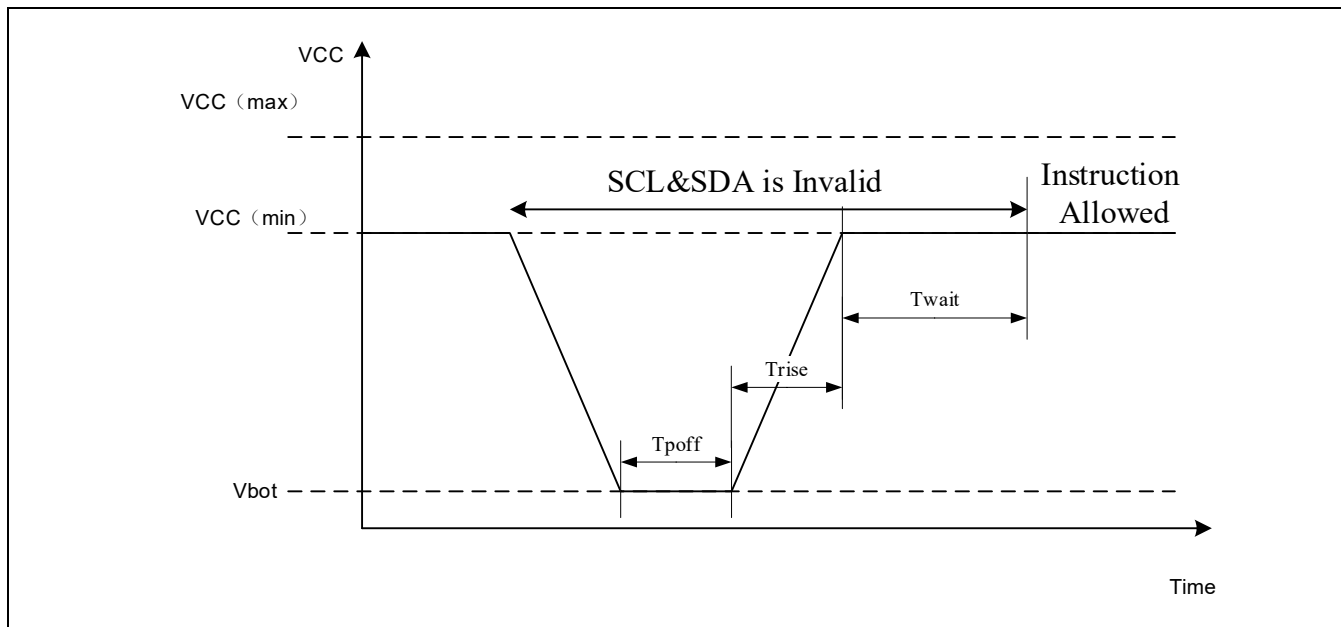 VCC
VCC（max）
SCL&SDA is Invalid
Instruction
Allowed
VCC（min）
Twait
Trise
Tpoff
Vbot
Time